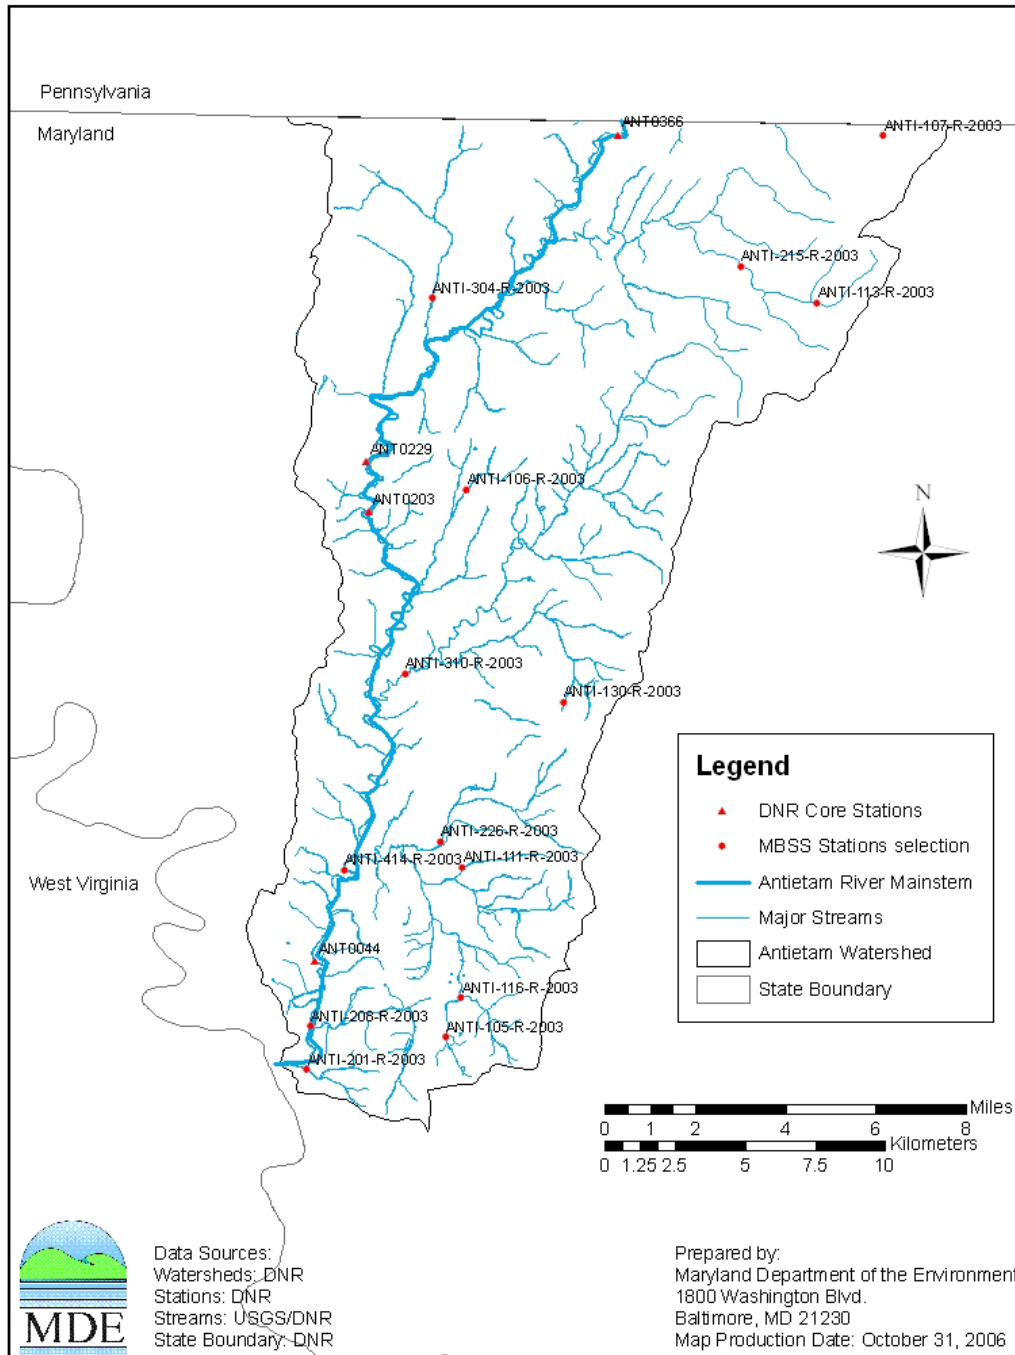 Pennsylvania
Maryland
ANT0366
ANTI-107-R-2003
ANTI-215-R-2003
ANTI-304-R-2003
ANTI-113-R-2003
ANT0229
ANTI-106-R-2003
ANT0203
N
ANTI-310-R-2003
ANTI-130-R-2003
Legend
DNR Core Stations
MBSS Stations selection
Antietam River Mainstem
Major Streams
Antietam Watershed
State Boundary
ANTI-226-R-2003
ANTI-414-R-2003
ANTI-111-R-2003
West Virginia
ANT0044
ANTI-116-R-2003
ANTI-208-R-2003
ANTI-105-R-2003
ANTI-201-R-2003
Miles
0 1 2 4 6 8
Kilometers
0 1.25 2.5 5 7.5 10
MDE
Data Sources:
Watersheds: DNR
Stations: DNR
Streams: USGS/DNR
State Boundary: DNR
Prepared by:
Maryland Department of the Environment
1800 Washington Blvd.
Baltimore, MD 21230
Map Production Date: October 31, 2006